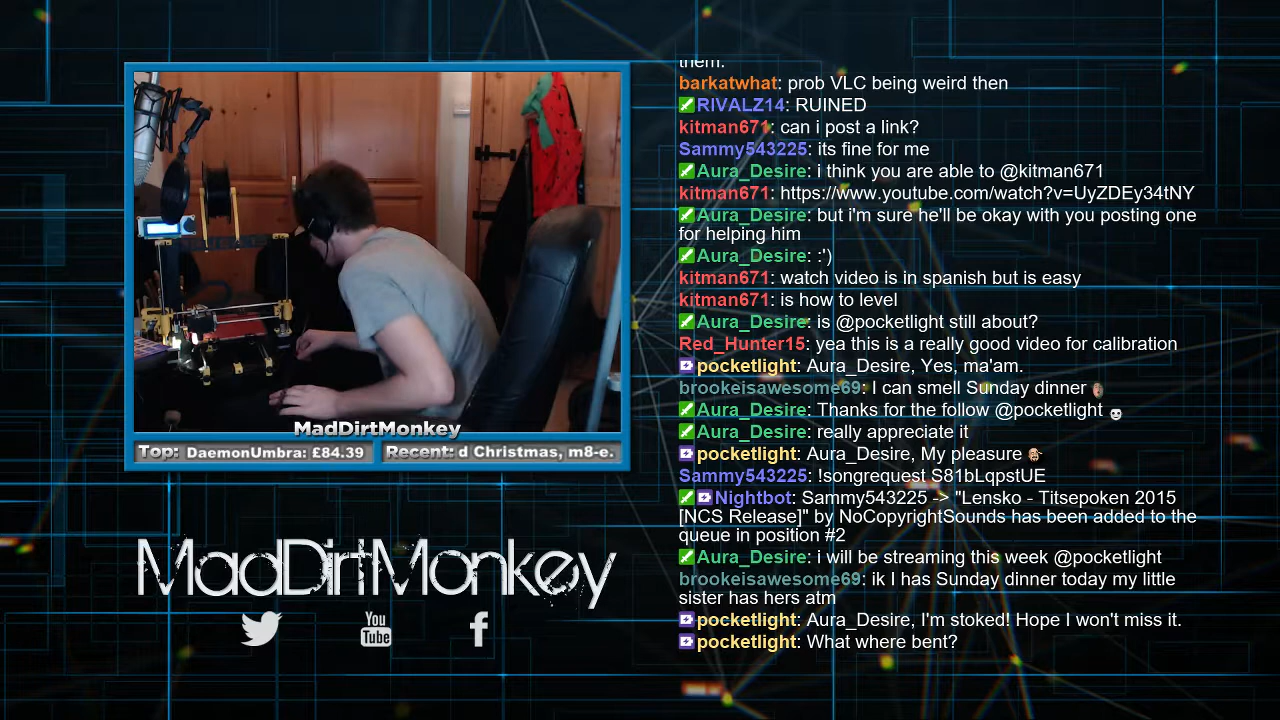 them.
barkatwhat: prob VLC being weird then
RIVALZ14: RUINED
kitman671: can i post a link?
Sammy543225: its fine for me
Aura_Desire: i think you are able to @kitman671
kitman671: https://www.youtube.com/watch?v=UyZDEy34tNY
Aura_Desire: but i'm sure he'll be okay with you posting one
for helping him
Aura_Desire: :')
kitman671: watch video is in spanish but is easy
kitman671: is how to level
Aura_Desire: is @pocketlight still about?
Red_Hunter15: yea this is a really good video for calibration
pocketlight: Aura_Desire, Yes, ma'am.
brookeisawesome69: I can smell Sunday dinner
Aura_Desire: Thanks for the follow @pocketlight
Aura_Desire: really appreciate it
pocketlight: Aura_Desire, My pleasure
Sammy543225: !songrequest S81bLqpstUE
Nightbot: Sammy543225 -> "Lensko - Titsepoken 2015
[NCS Release]" by NoCopyrightSounds has been added to the
queue in position #2
Aura_Desire: i will be streaming this week @pocketlight
brookeisawesome69: ik I has Sunday dinner today my little
sister has hers atm
pocketlight: Aura_Desire, I'm stoked! Hope I won't miss it.
pocketlight: What where bent?
MadDirtMonkey
Top: DaemonUmbra: £84.39
Recent: d Christmas, m8-e.
MadDirtMonkey
You
Tube
f